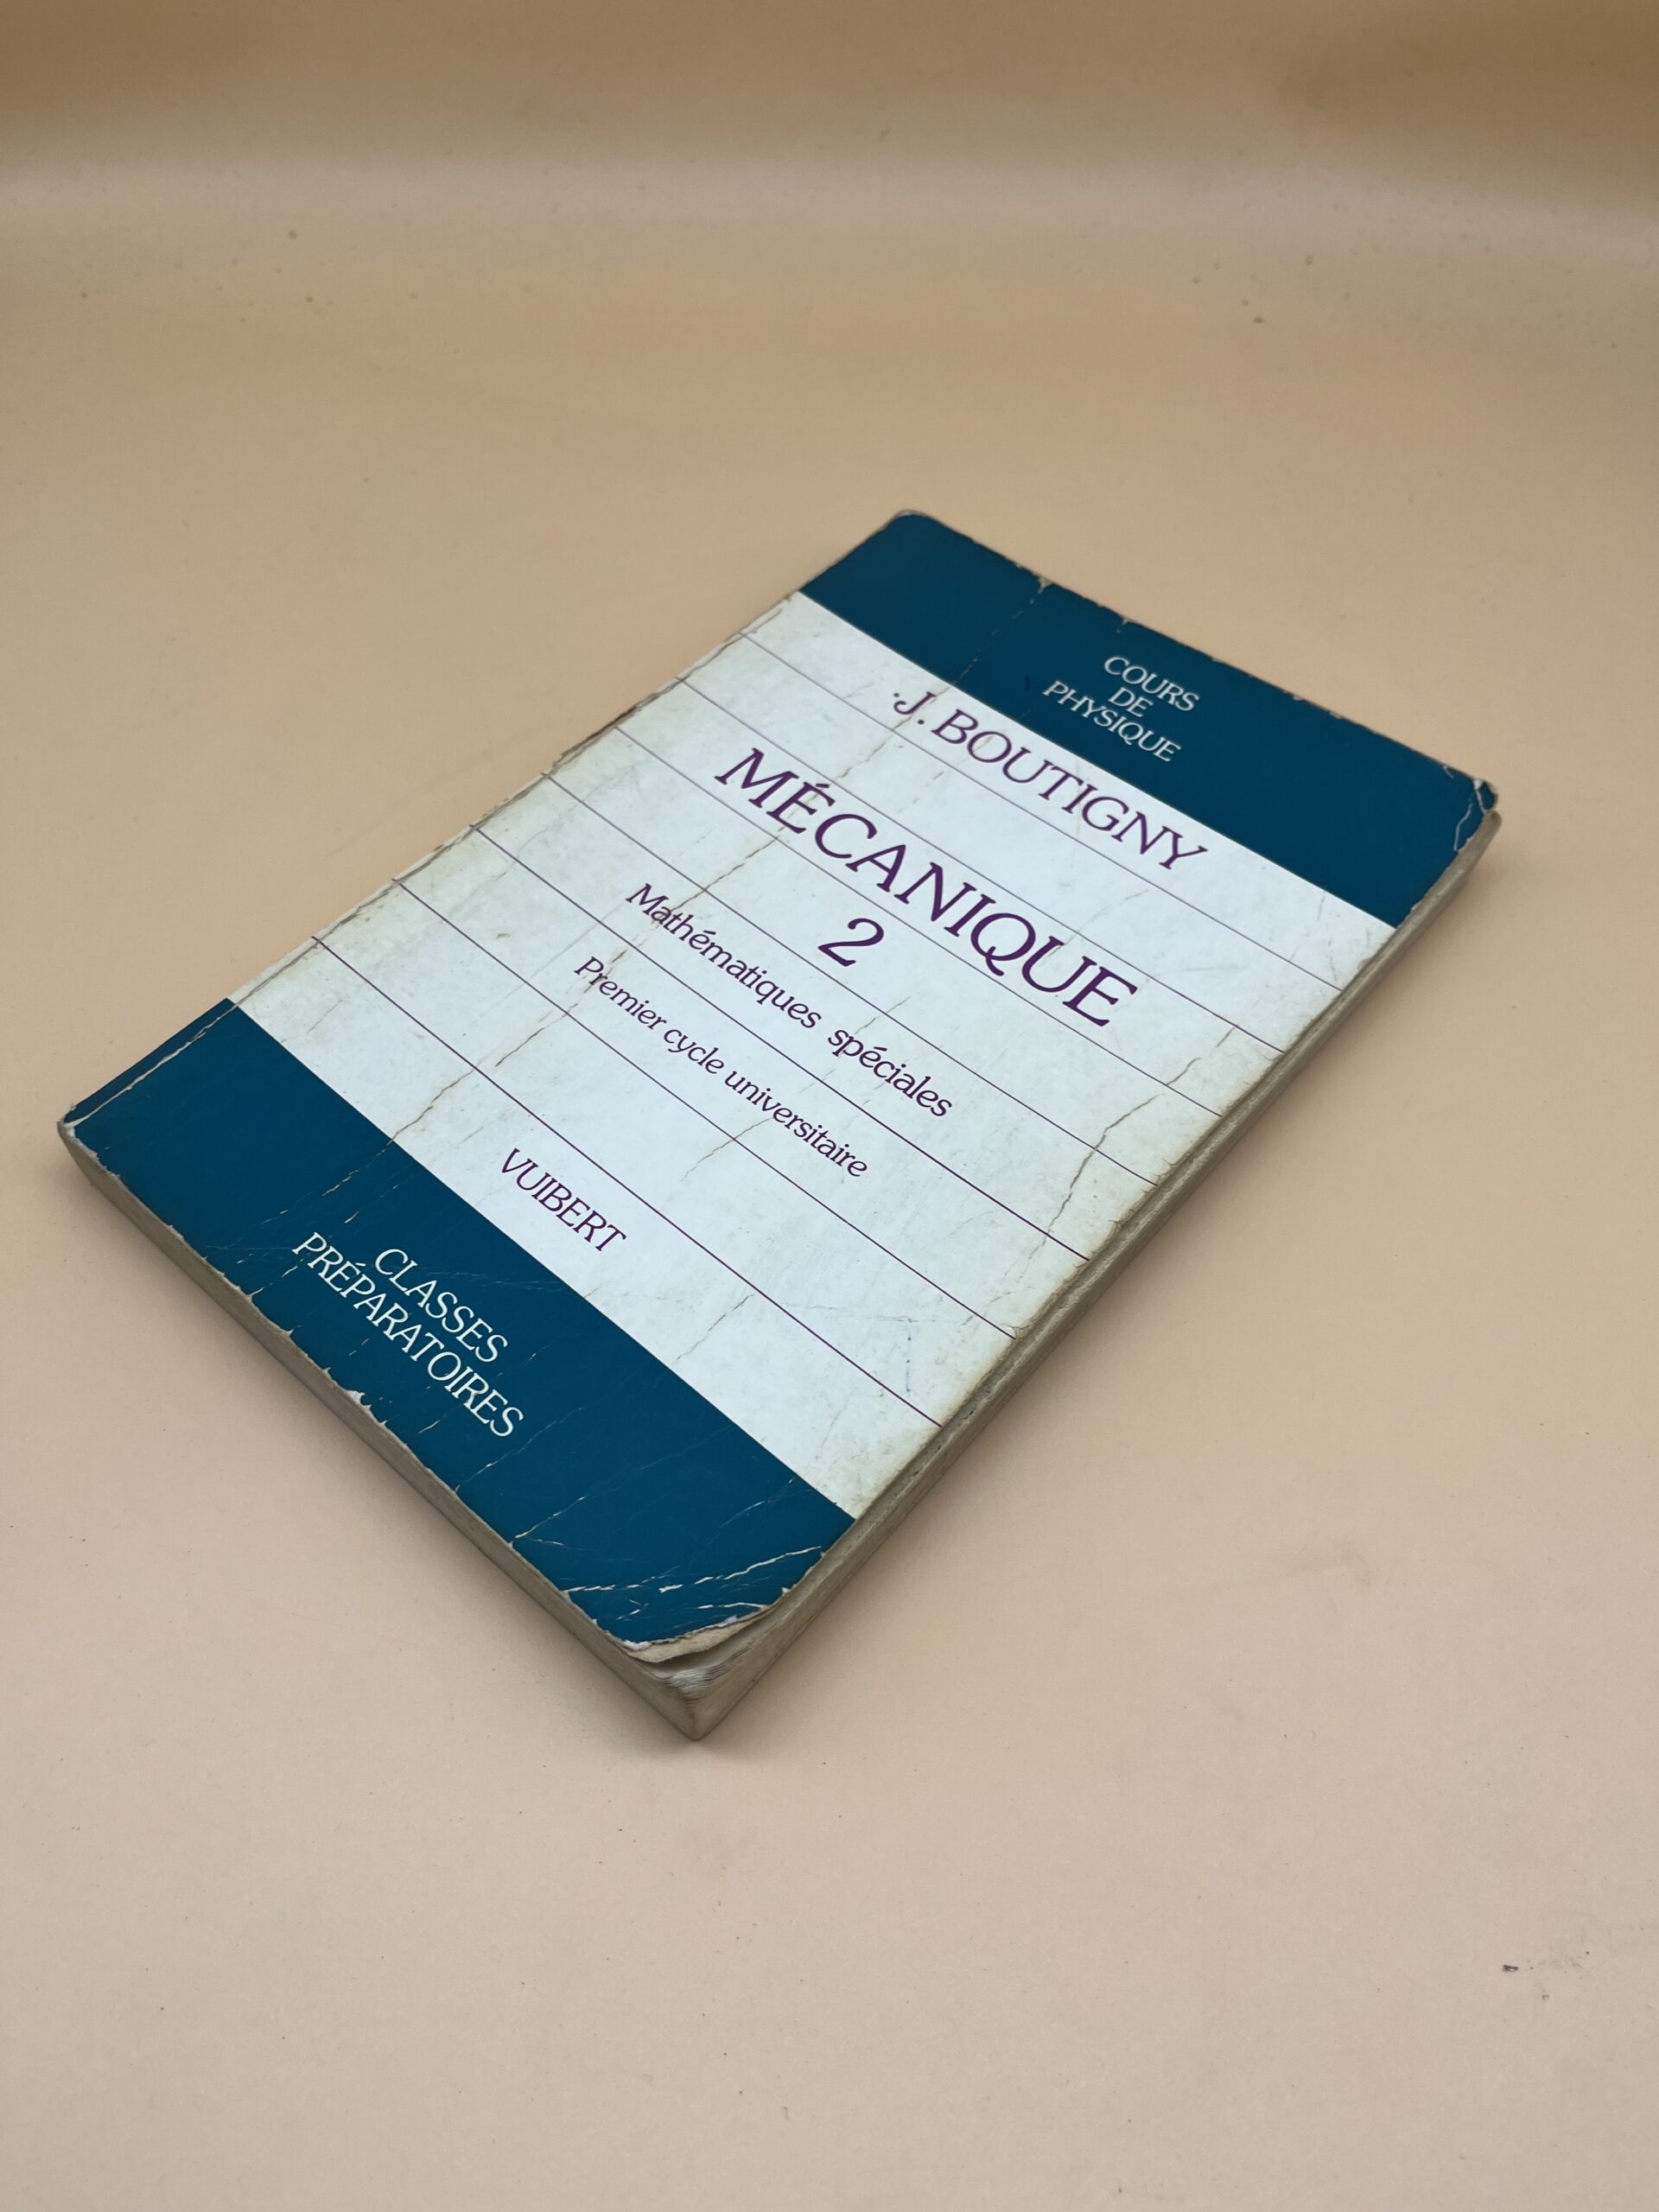 COURS
DE
PHYSIQUE
J. BOUTIGNY
MÉCANIQUE
2
Mathématiques spéciales
Premier cycle universitaire
VUIBERT
CLASSES
PRÉPARATOIRES